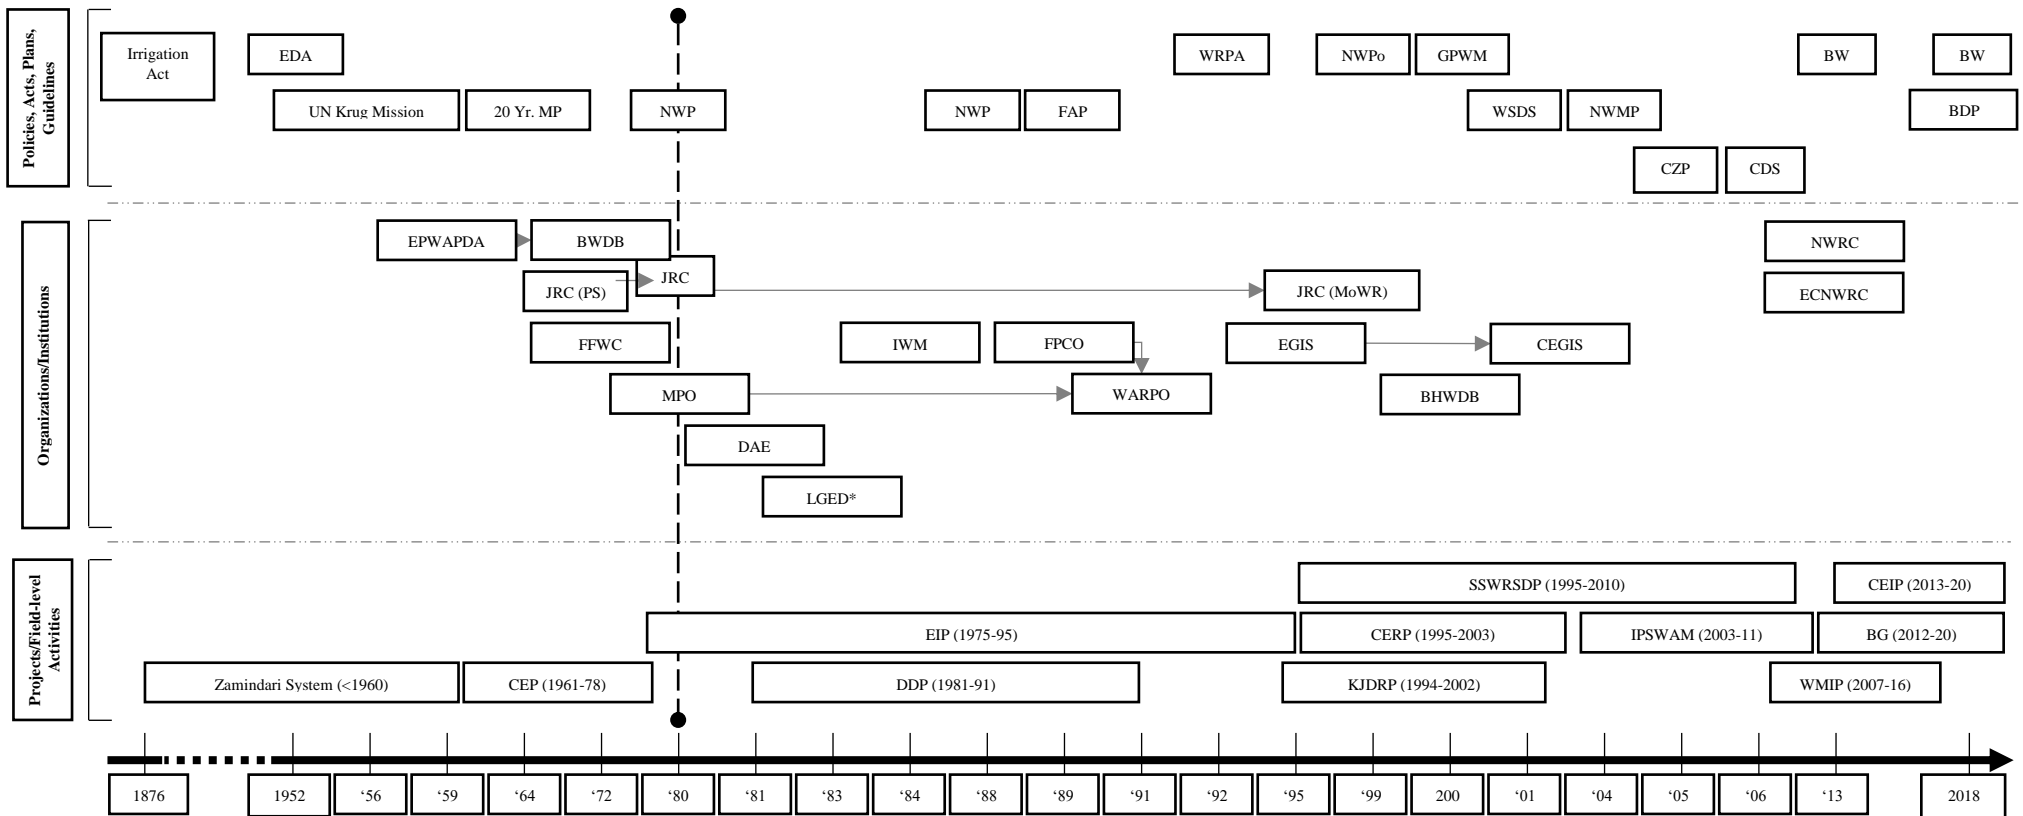 Policies, Acts, Plans,
Guidelines
Irrigation
Act
EDA
WRPA
NWPo
GPWM
BW
BW
UN Krug Mission
20 Yr. MP
NWP
NWP
FAP
WSDS
NWMP
BDP
CZP
CDS
Organizations/Institutions
EPWAPDA
BWDB
NWRC
JRC (PS)
JRC
JRC (MoWR)
ECNWRC
FFWC
IWM
FPCO
EGIS
CEGIS
MPO
WARPO
BHWDB
DAE
LGED*
Projects/Field-level
Activities
SSWRSDP (1995-2010)
CEIP (2013-20)
EIP (1975-95)
CERP (1995-2003)
IPSWAM (2003-11)
BG (2012-20)
Zamindari System (<1960)
CEP (1961-78)
DDP (1981-91)
KJDRP (1994-2002)
WMIP (2007-16)
1876
1952
‘56
‘59
‘64
‘72
‘80
‘81
‘83
‘84
‘88
‘89
‘91
‘92
‘95
‘99
200
‘01
‘04
‘05
‘06
‘13
2018